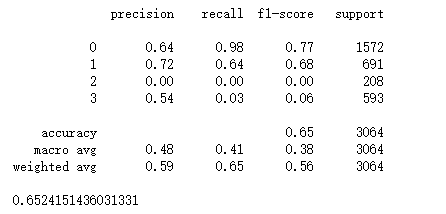 precision recall f1-score support
0 0.64 0.98 0.77 1572
1 0.72 0.64 0.68 691
2 0.00 0.00 0.00 208
3 0.54 0.03 0.06 593
accuracy 0.65 3064
macro avg 0.48 0.41 0.38 3064
weighted avg 0.59 0.65 0.56 3064
0.6524151436031331